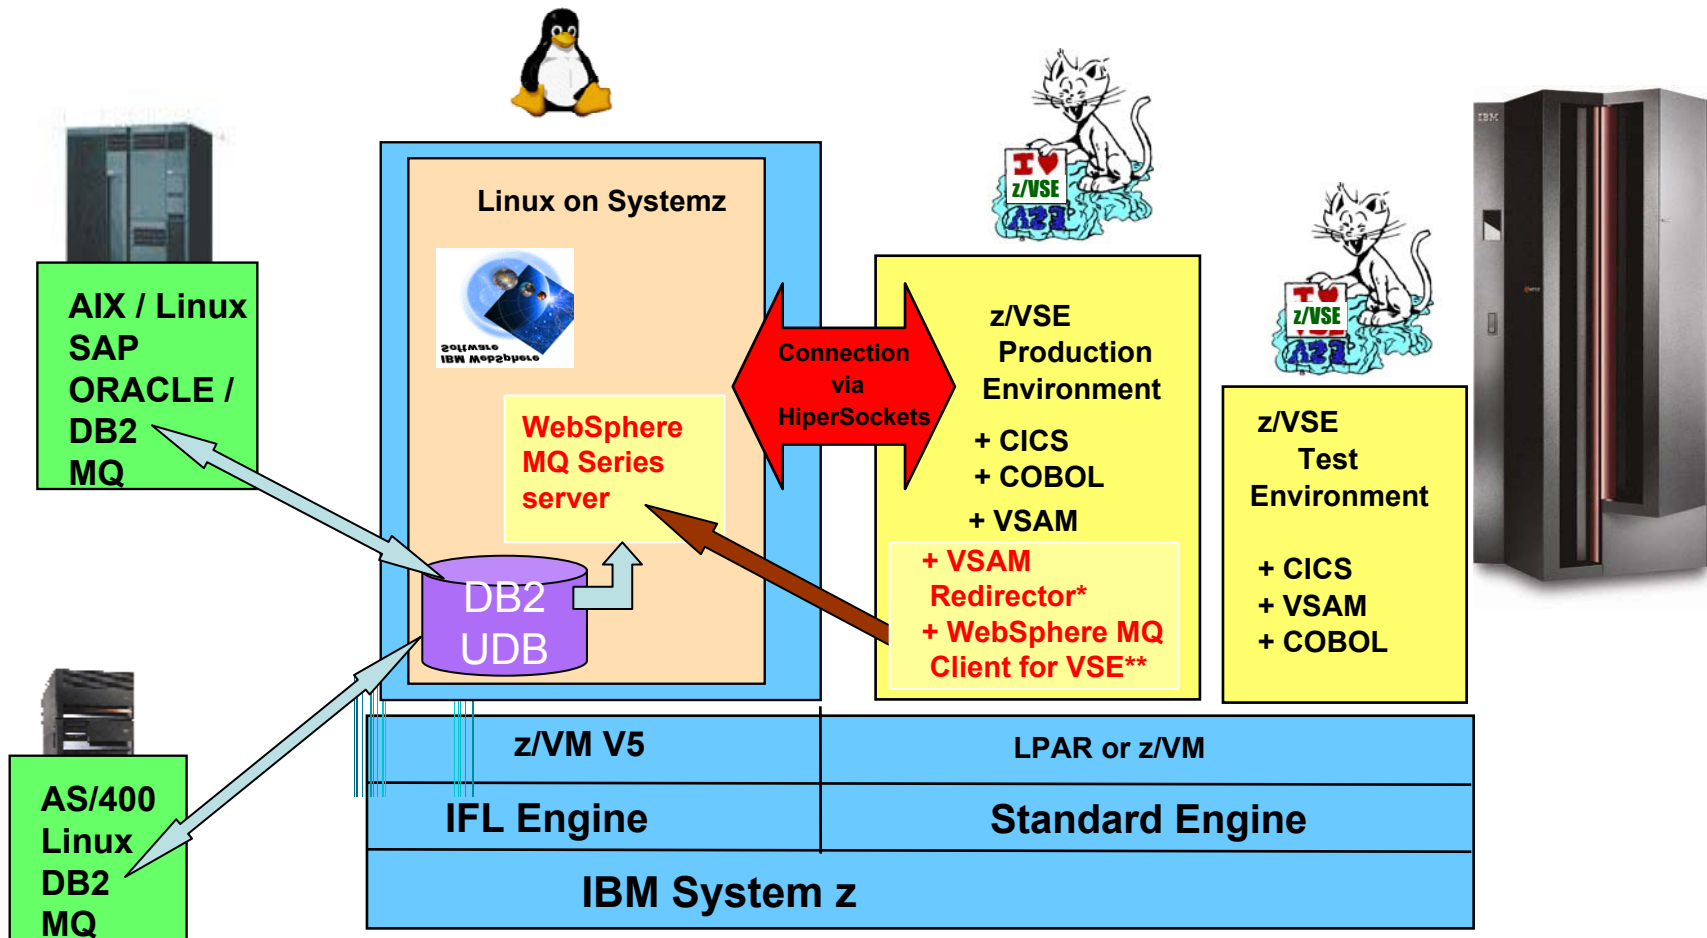 Linux on Systemz
IBM WebSphere
Software
WebSphere
MQ Series
server
DB2
UDB
AIX / Linux
SAP
ORACLE /
DB2
MQ
AS/400
Linux
DB2
MQ
Connection
via
HiperSockets
I ♥
z/VSE
VSE
z/VSE
Production
Environment
+ CICS
+ COBOL
+ VSAM
+ VSAM
Redirector*
+ WebSphere MQ
Client for VSE**
I ♥
z/VSE
VSE
z/VSE
Test
Environment
+ CICS
+ VSAM
+ COBOL
IBM
z/VM V5
LPAR or z/VM
IFL Engine
Standard Engine
IBM System z